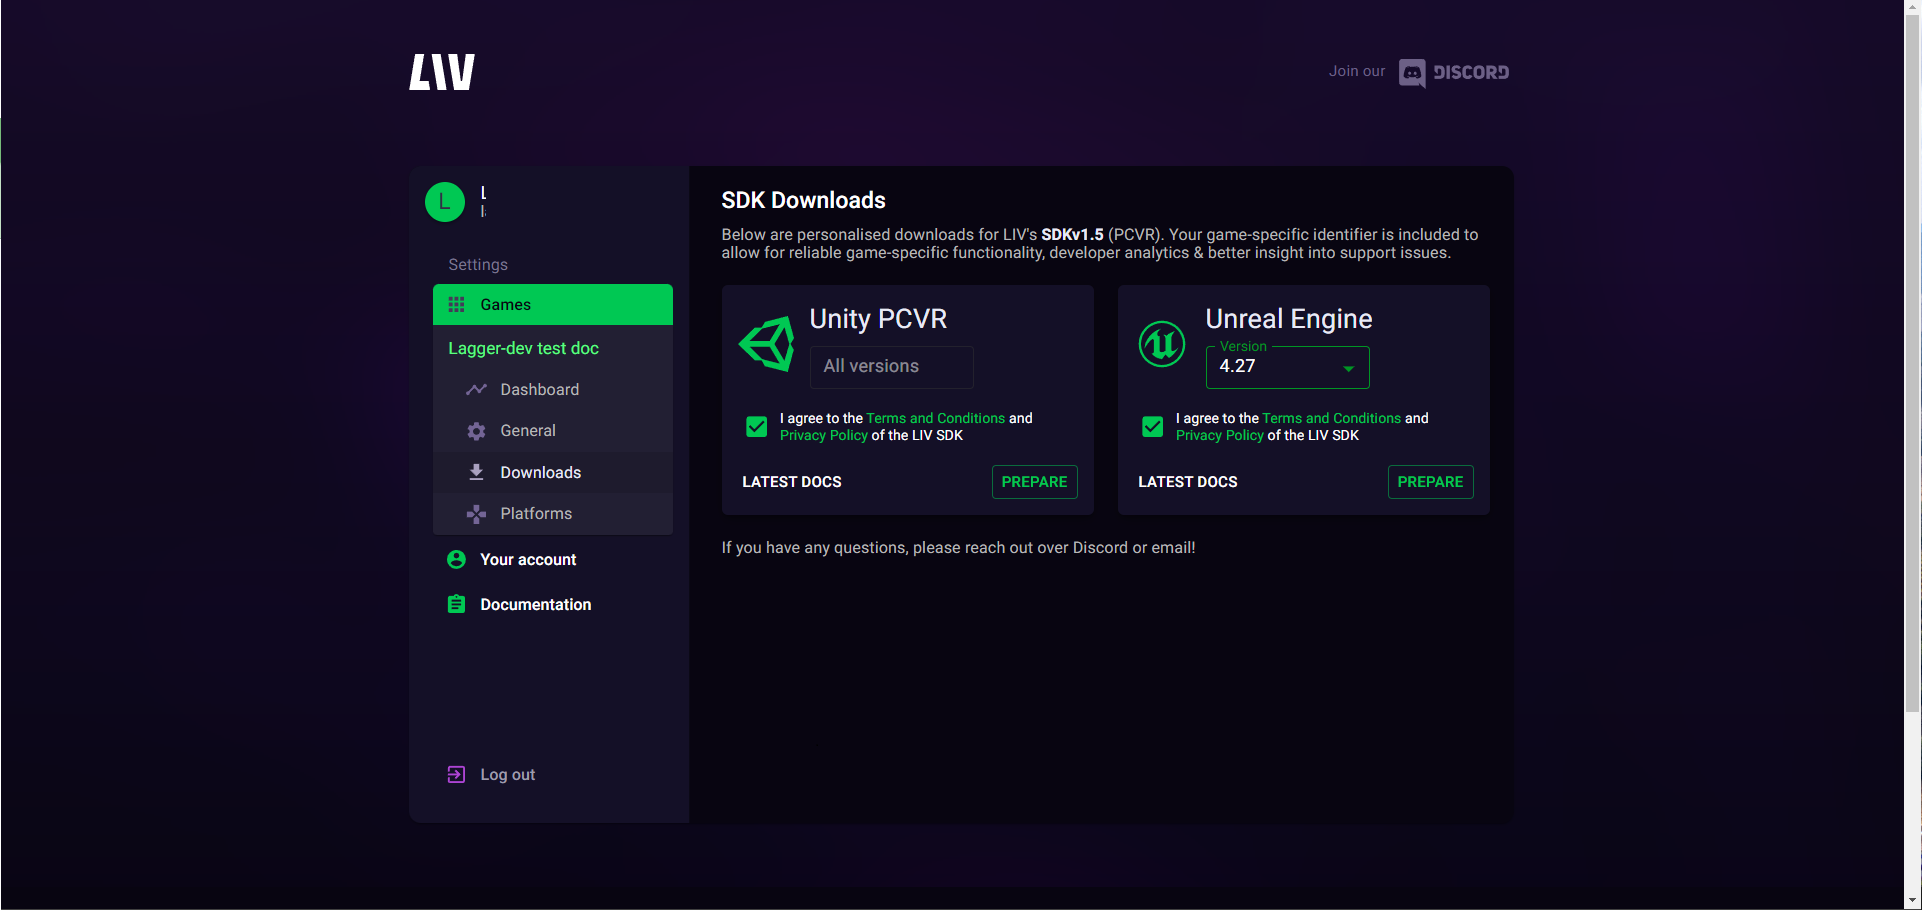 LIV
Join our DISCORD
L
L
Settings
Games
Lagger-dev test doc
Dashboard
General
Downloads
Platforms
Your account
Documentation
Log out
SDK Downloads
Below are personalised downloads for LIV's SDKv1.5 (PCVR). Your game-specific identifier is included to
allow for reliable game-specific functionality, developer analytics & better insight into support issues.
Unity PCVR
All versions
I agree to the Terms and Conditions and
Privacy Policy of the LIV SDK
LATEST DOCS
PREPARE
Unreal Engine
Version
4.27
I agree to the Terms and Conditions and
Privacy Policy of the LIV SDK
LATEST DOCS
PREPARE
If you have any questions, please reach out over Discord or email!